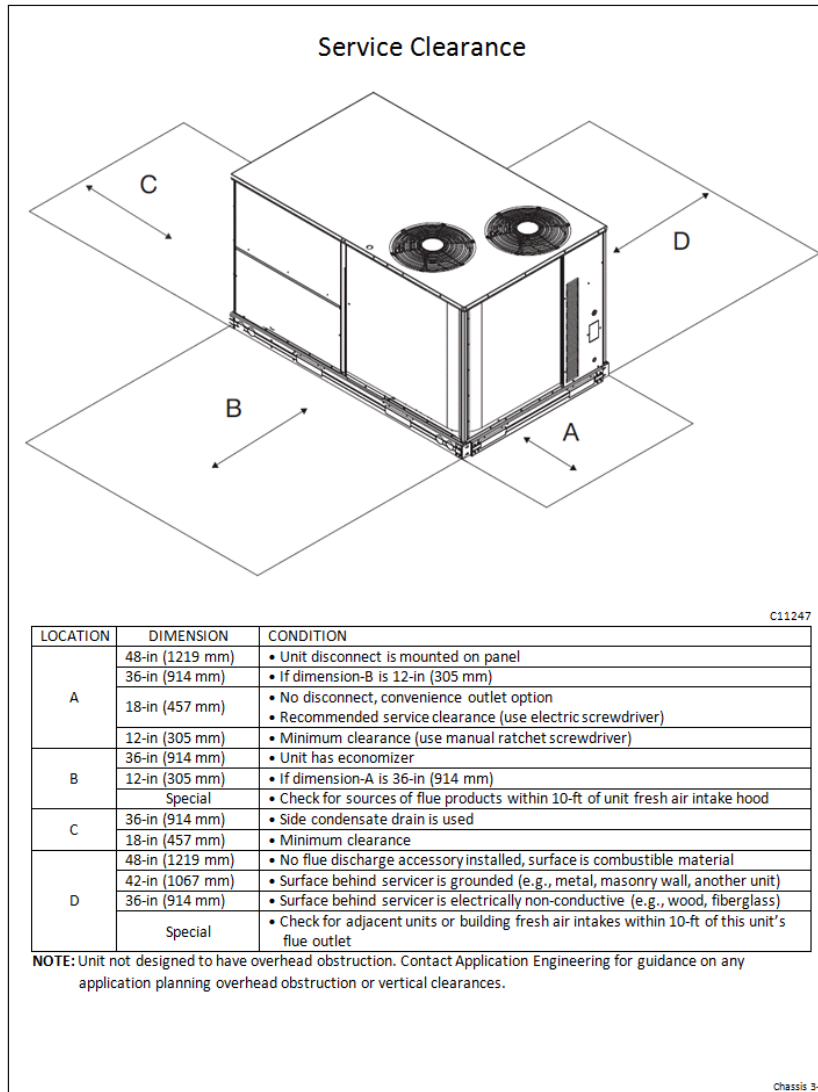 Service Clearance
C
D
B
A
C11247
LOCATION DIMENSION CONDITION
A
48-in (1219 mm) • Unit disconnect is mounted on panel
36-in (914 mm) • If dimension-B is 12-in (305 mm)
18-in (457 mm) • No disconnect, convenience outlet option
• Recommended service clearance (use electric screwdriver)
12-in (305 mm) • Minimum clearance (use manual ratchet screwdriver)
B
36-in (914 mm) • Unit has economizer
12-in (305 mm) • If dimension-A is 36-in (914 mm)
Special • Check for sources of flue products within 10-ft of unit fresh air intake hood
C
36-in (914 mm) • Side condensate drain is used
18-in (457 mm) • Minimum clearance
D
48-in (1219 mm) • No flue discharge accessory installed, surface is combustible material
42-in (1067 mm) • Surface behind servicer is grounded (e.g., metal, masonry wall, another unit)
36-in (914 mm) • Surface behind servicer is electrically non-conductive (e.g., wood, fiberglass)
Special • Check for adjacent units or building fresh air intakes within 10-ft of this unit's
flue outlet
NOTE: Unit not designed to have overhead obstruction. Contact Application Engineering for guidance on any
application planning overhead obstruction or vertical clearances.
Chassis 3-